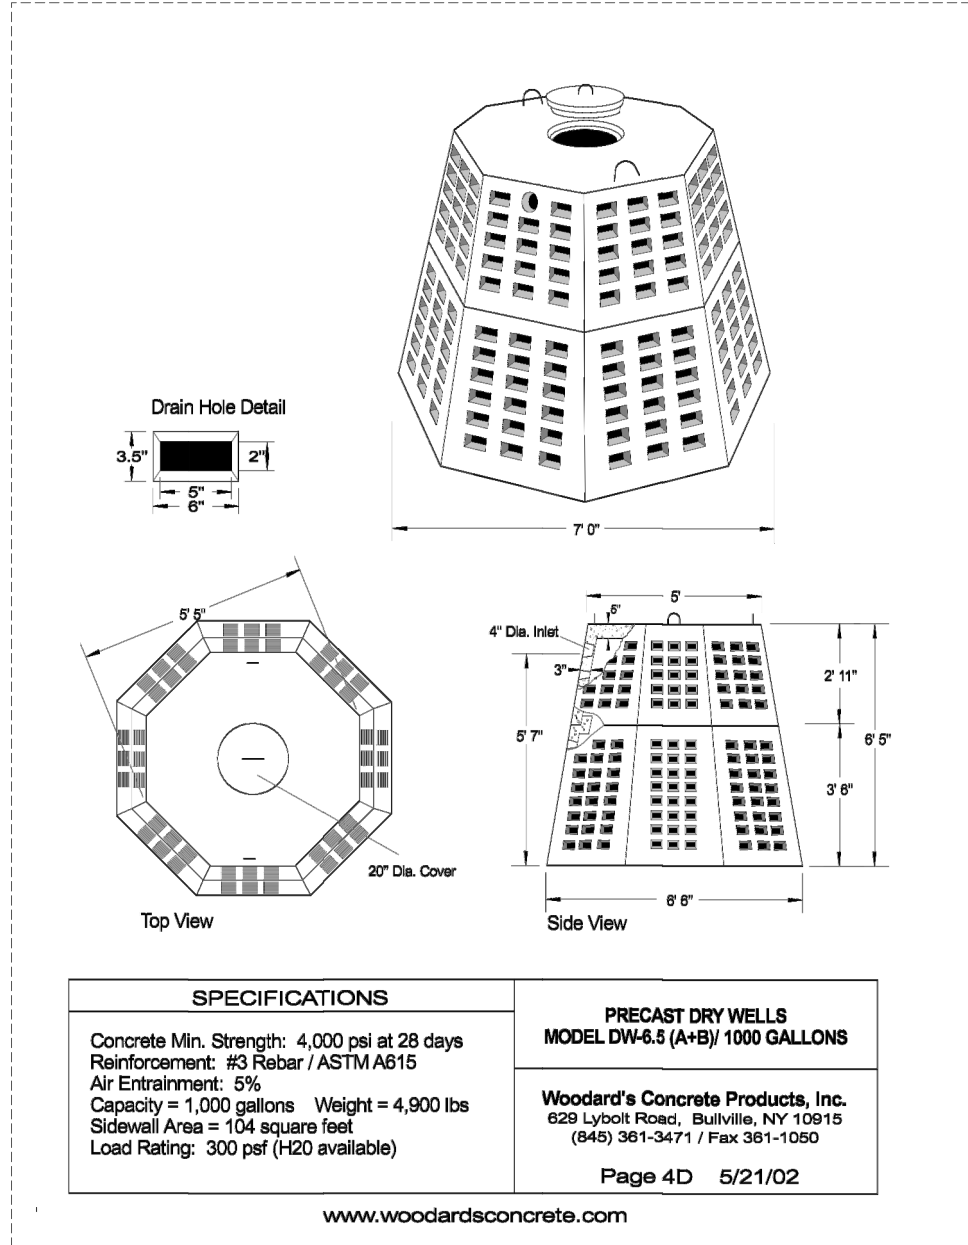 Drain Hole Detail
3.5"
2"
5"
6"
7' 0"
5' 5"
20" Dia. Cover
Top View
5'
5"
4" Dia. Inlet
3"
2' 11"
5' 7"
6' 5"
3' 6"
6' 6"
Side View
SPECIFICATIONS
Concrete Min. Strength: 4,000 psi at 28 days
Reinforcement: #3 Rebar / ASTM A615
Air Entrainment: 5%
Capacity = 1,000 gallons Weight = 4,900 lbs
Sidewall Area = 104 square feet
Load Rating: 300 psf (H20 available)
PRECAST DRY WELLS
MODEL DW-6.5 (A+B)/ 1000 GALLONS
Woodard's Concrete Products, Inc.
629 Lybolt Road, Bullville, NY 10915
(845) 361-3471 / Fax 361-1050
Page 4D 5/21/02
www.woodardsconcrete.com